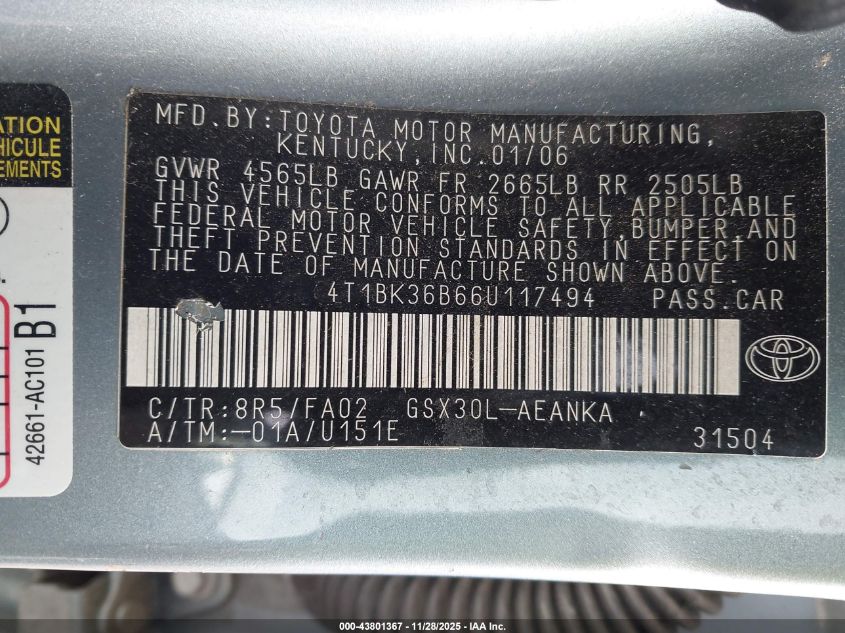 ATION
EHICULE
EMENTS
42661-AC101
B1
MFD.BY:TOYOTA MOTOR MANUFACTURING,
KENTUCKY,INC.01/06
GVWR 4565LB GAWR FR 2665LB RR 2505LB
THIS VEHICLE CONFORMS TO ALL APPLICABLE
FEDERAL MOTOR VEHICLE SAFETY,BUMPER,AND
THEFT PREVENTION STANDARDS IN EFFECT ON
THE DATE OF MANUFACTURE SHOWN ABOVE.
4T1BK36B66U117494 PASS.CAR
C/TR:8R5/FA02 GSX30L-AEANKA
A/TM:-01A/U151E 31504
000-43801367 | 11/28/2025 - IAA Inc.